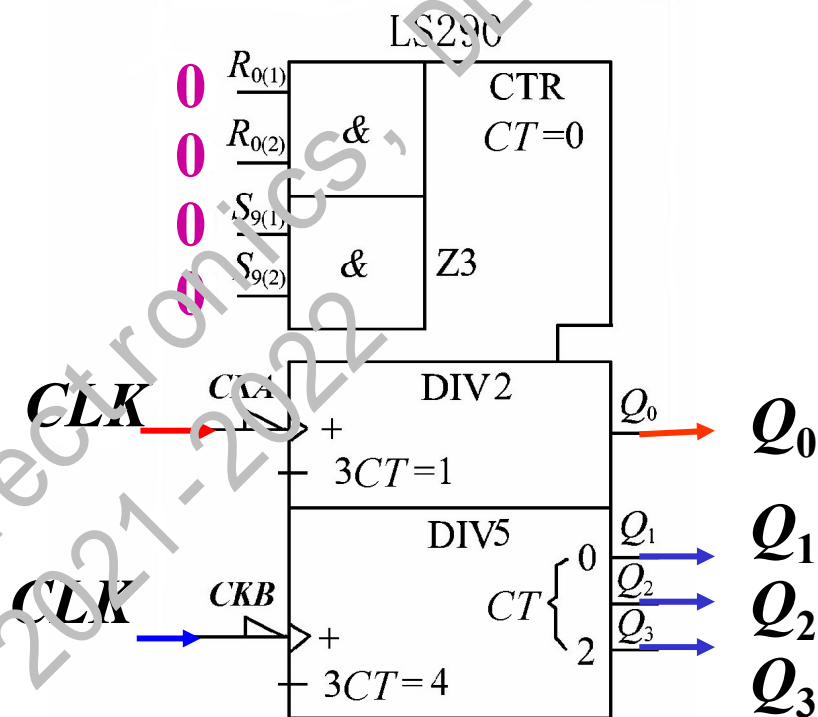 LS290
0 R0(1) CTR
& CT=0
0 R0(2)
0 S9(1)
& Z3
0 S9(2)
CLK CKA DIV2 Q0 Q0
+
3CT=1
DIV5 Q1 Q1
0
CT Q2 Q2
CLK CKB + 2 Q3 Q3
3CT=4
2021-2022